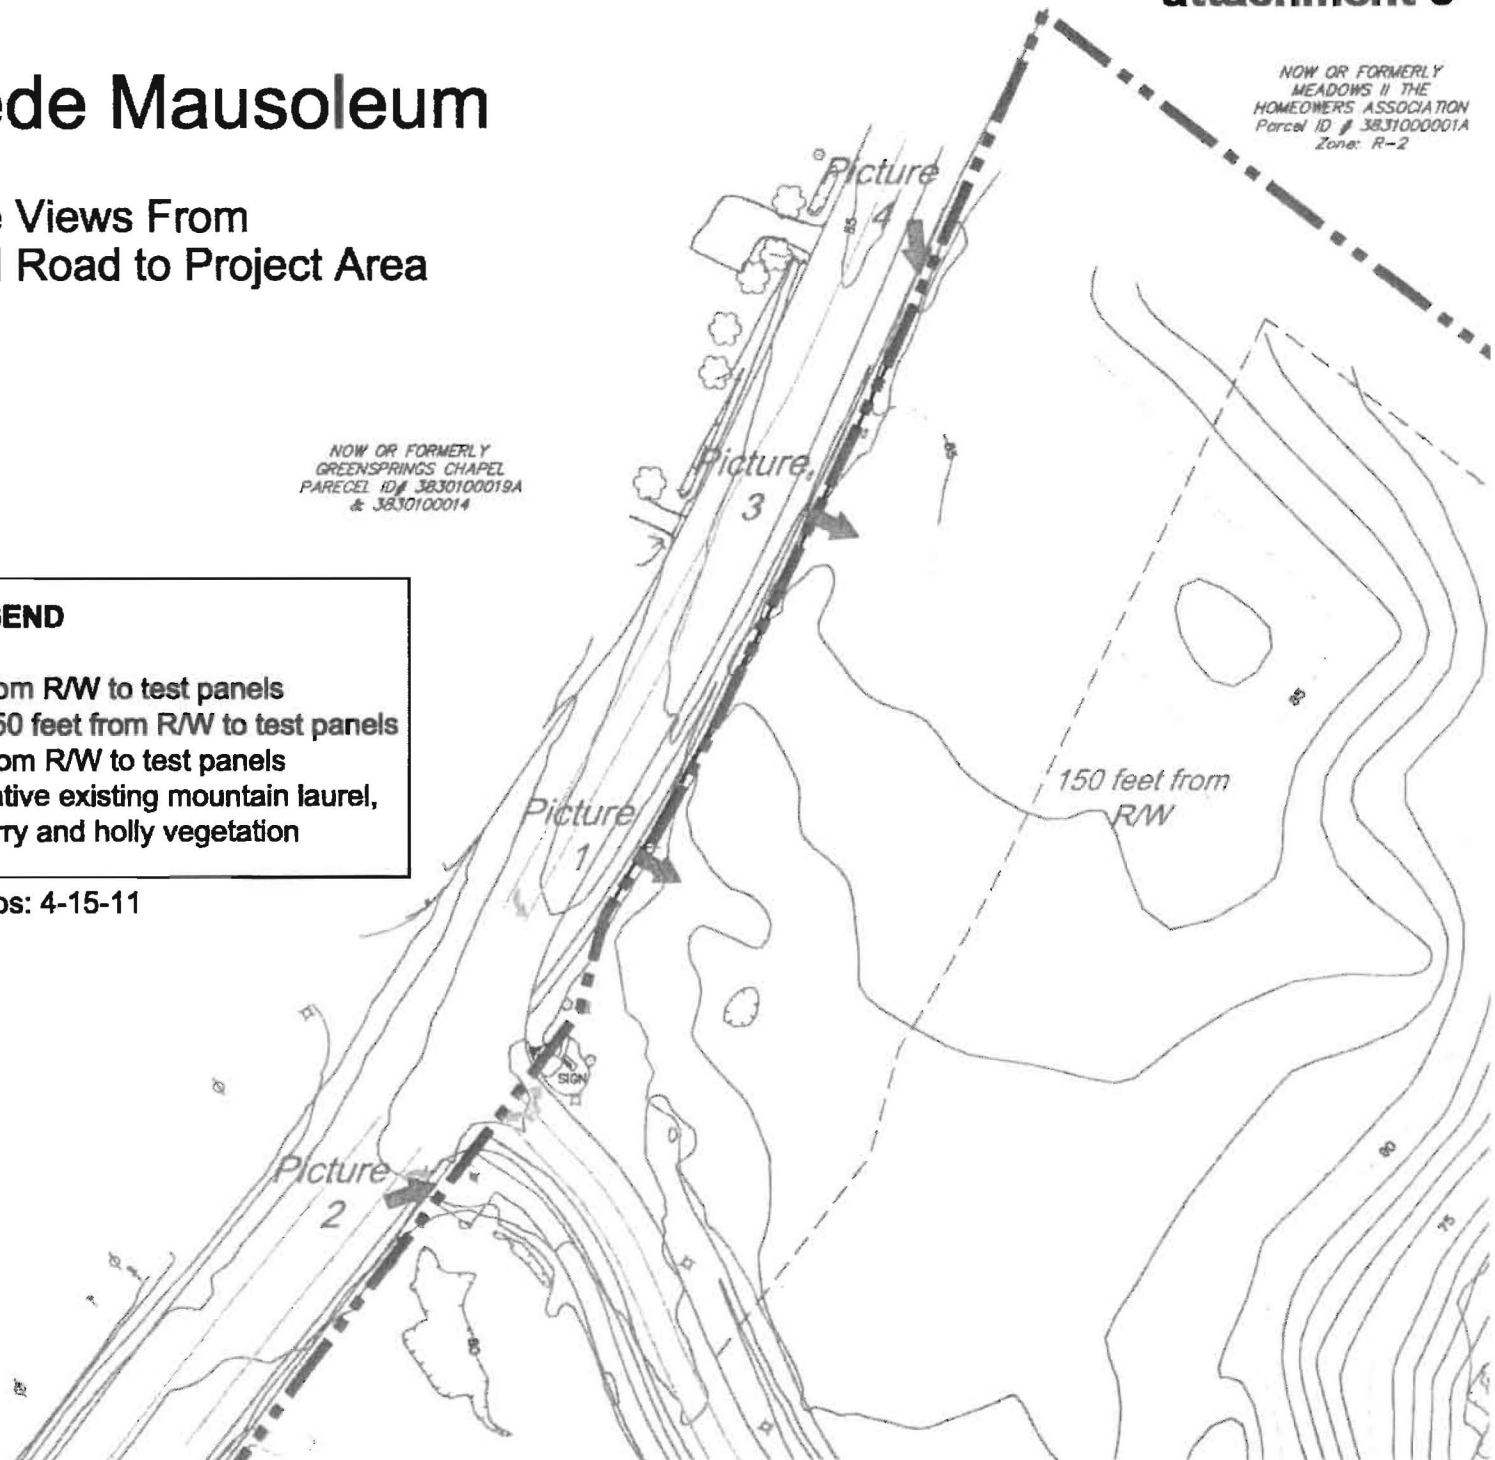 ede Mausoleum
Views From
Road to Project Area
NOW OR FORMERLY
MEADOWS II THE
HOMEOWERS ASSOCIATION
Parcel ID # 3831000001A
Zone: R-2
Picture
4
85
NOW OR FORMERLY
GREENSPRINGS CHAPEL
PARECEL ID# 3830100019A
& 3830100014
Picture
3
85
GEND
om R/W to test panels
50 feet from R/W to test panels
om R/W to test panels
ative existing mountain laurel,
rry and holly vegetation
os: 4-15-11
Picture
1
150 feet from
R/W
SIGN
Picture
2
80
75